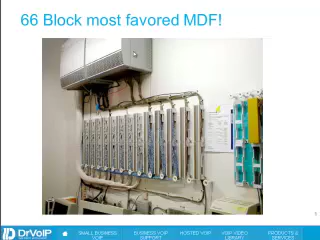 66 Block most favored MDF!
1
DrVoIP
SMALL BUSINESS VOIP
BUSINESS VOIP SUPPORT
HOSTED VOIP
VOIP VIDEO LIBRARY
PRODUCTS & SERVICES